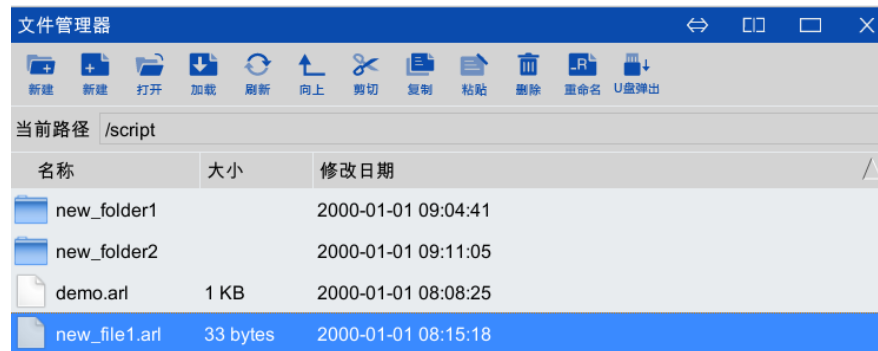 文件管理器
新建 新建 打开 加载 刷新 向上 剪切 复制 粘贴 删除 重命名 U盘弹出
当前路径 /script
名称 大小 修改日期
new_folder1 2000-01-01 09:04:41
new_folder2 2000-01-01 09:11:05
demo.arl 1 KB 2000-01-01 08:08:25
new_file1.arl 33 bytes 2000-01-01 08:15:18